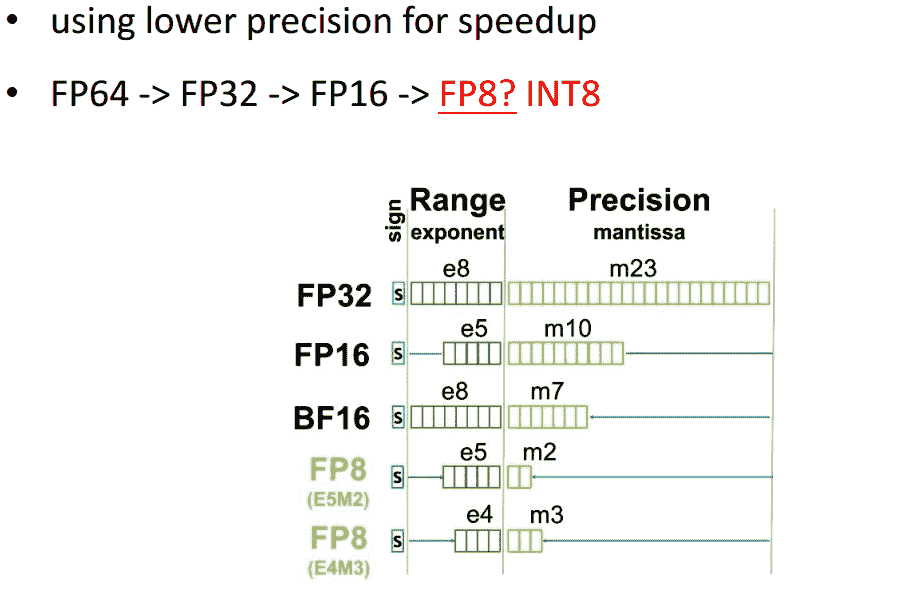 • using lower precision for speedup
• FP64 -> FP32 -> FP16 -> FP8? INT8
sign Range Precision
exponent mantissa
e8 m23
FP32 s
e5 m10
FP16 s
e8 m7
BF16 s
e5 m2
FP8 s
(E5M2)
e4 m3
FP8 s
(E4M3)